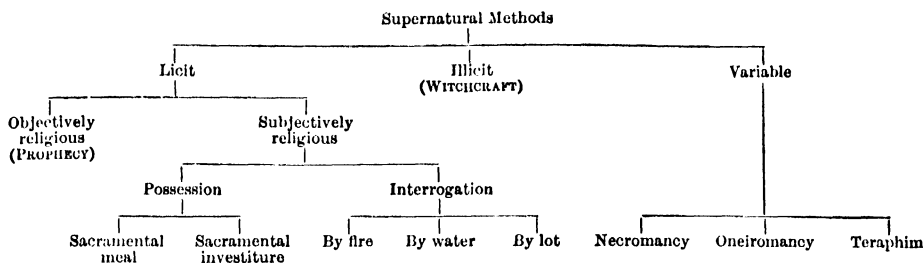 Supernatural Methods
Licit Illicit Variable
(WITCHCRAFT)
Objectively Subjectively
religious religious
(PROPHECY)
Possession Interrogation
Sacramental Sacramental By fire By water By lot Necromancy Oneiromancy Teraphim
meal investiture